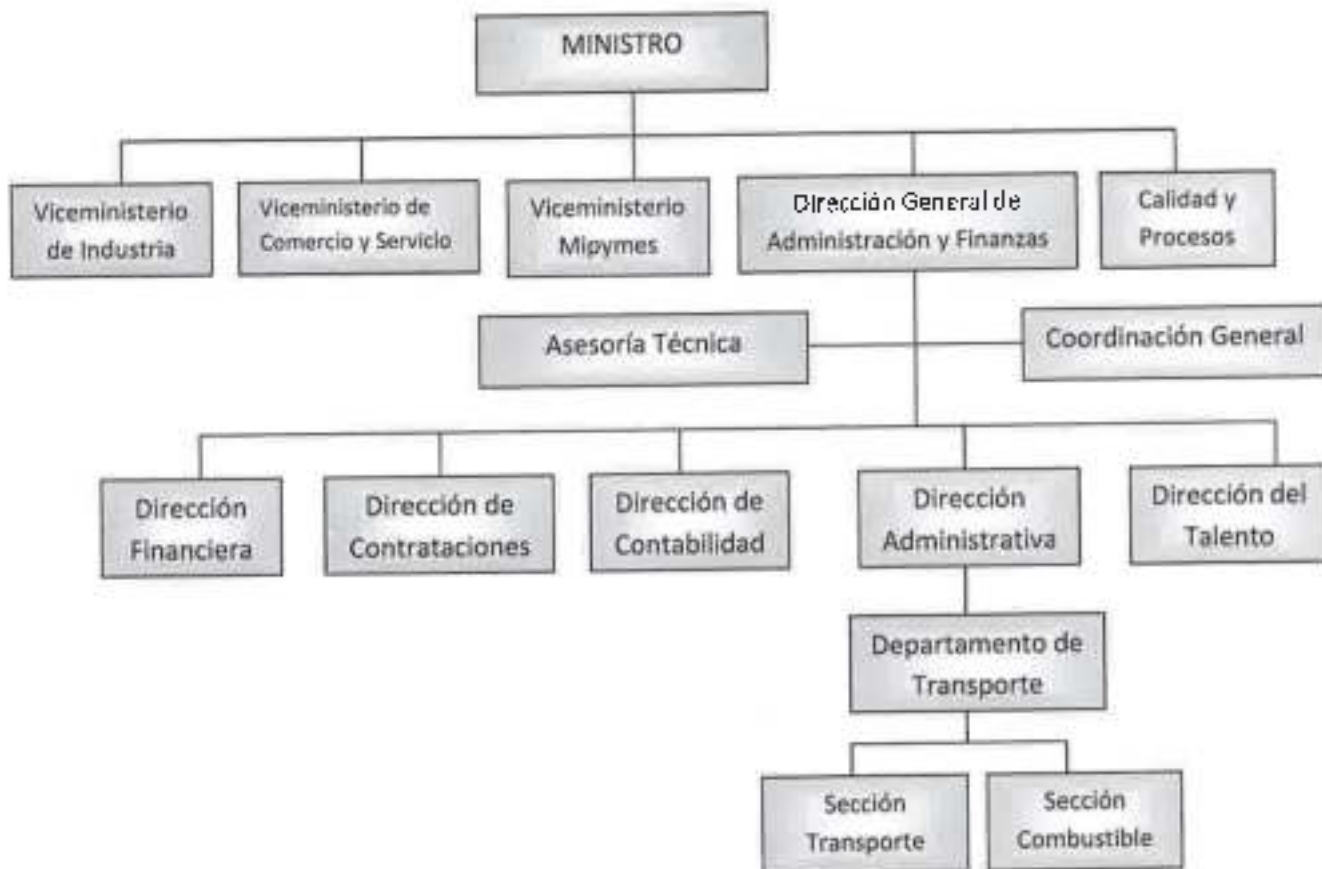 MINISTRO
Viceministerio
de Industria
Viceministerio de
Comercio y Servicio
Viceministerio
Mipymes
Dirección General de
Administración y Finanzas
Calidad y
Procesos
Asesoría Técnica
Coordinación General
Dirección
Financiera
Dirección de
Contrataciones
Dirección de
Contabilidad
Dirección
Administrativa
Dirección del
Talento
Departamento de
Transporte
Sección
Transporte
Sección
Combustible